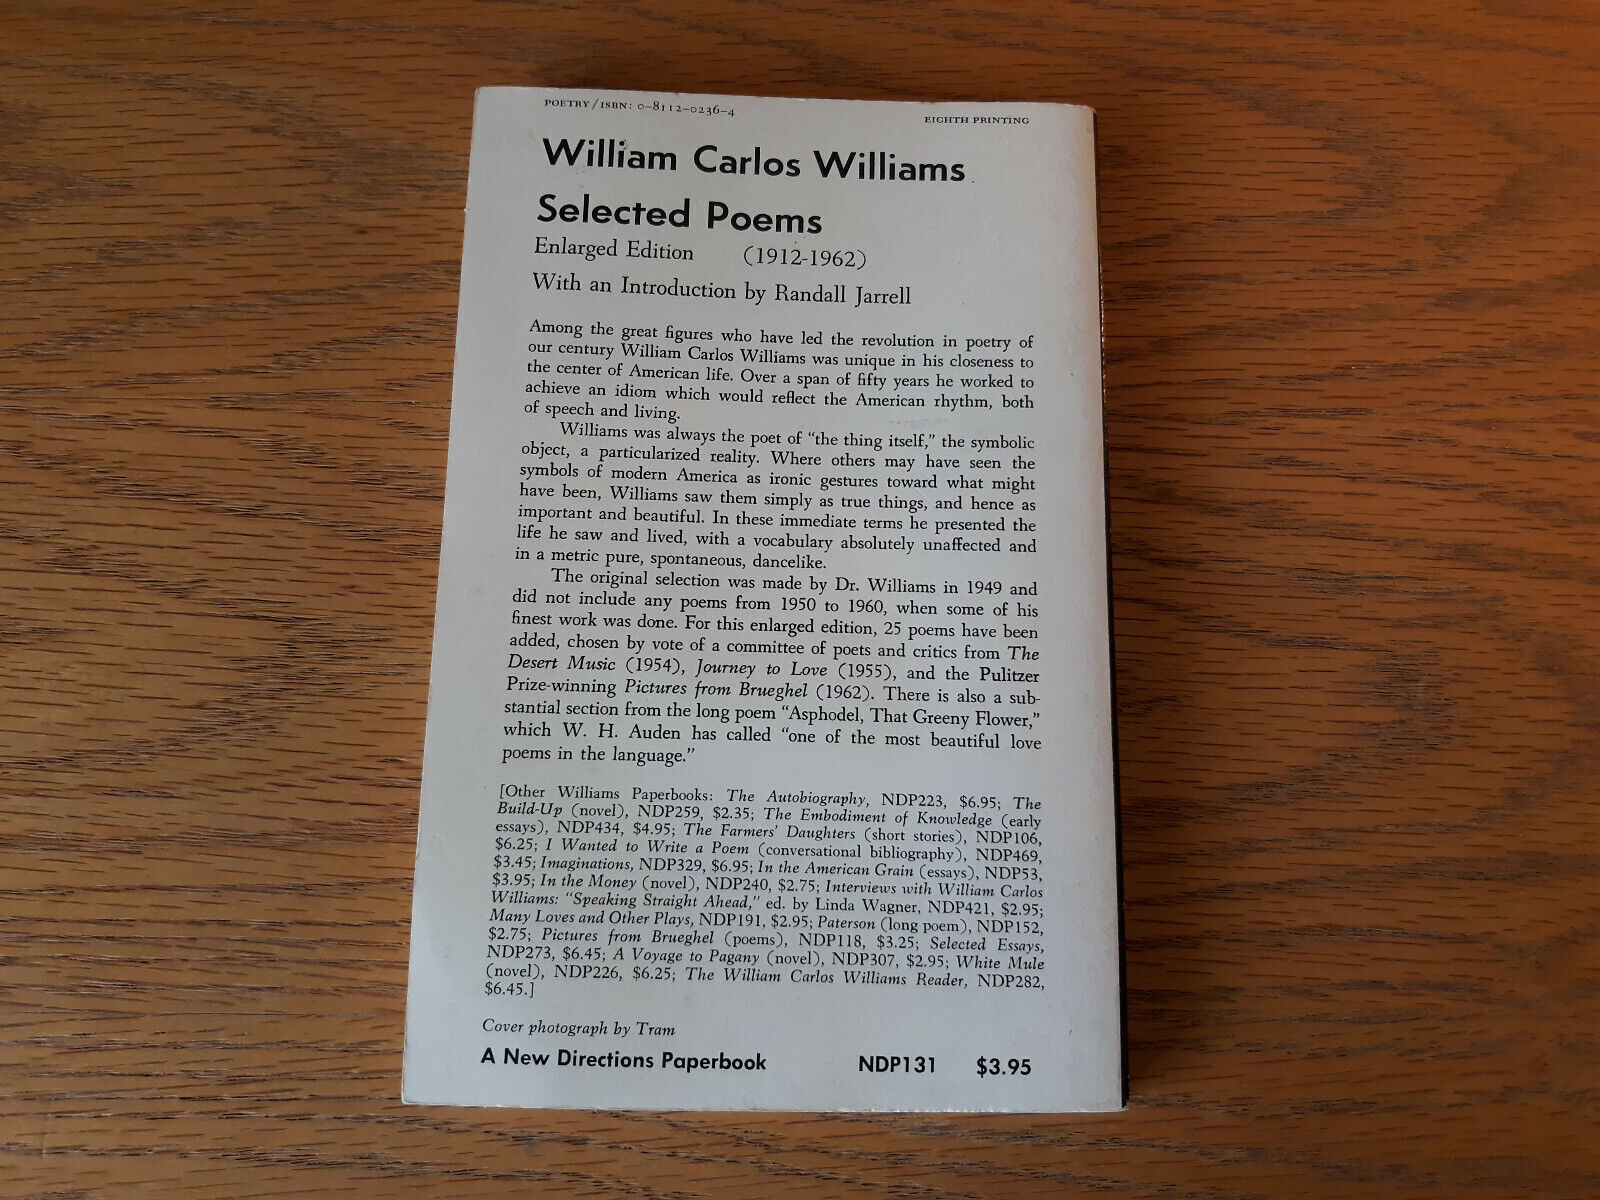 POETRY/ISBN: 0-8112-0236-4
EIGHTH PRINTING
William Carlos Williams
Selected Poems
Enlarged Edition (1912-1962)
With an Introduction by Randall Jarrell
Among the great figures who have led the revolution in poetry of
our century William Carlos Williams was unique in his closeness to
the center of American life. Over a span of fifty years he worked to
achieve an idiom which would reflect the American rhythm, both
of speech and living.
Williams was always the poet of "the thing itself," the symbolic
object, a particularized reality. Where others may have seen the
symbols of modern America as ironic gestures toward what might
have been, Williams saw them simply as true things, and hence as
important and beautiful. In these immediate terms he presented the
life he saw and lived, with a vocabulary absolutely unaffected and
in a metric pure, spontaneous, dancelike.
The original selection was made by Dr. Williams in 1949 and
did not include any poems from 1950 to 1960, when some of his
finest work was done. For this enlarged edition, 25 poems have been
added, chosen by vote of a committee of poets and critics from The
Desert Music (1954), Journey to Love (1955), and the Pulitzer
Prize-winning Pictures from Brueghel (1962). There is also a sub-
stantial section from the long poem "Asphodel, That Greeny Flower,"
which W. H. Auden has called "one of the most beautiful love
poems in the language."
[Other Williams Paperbooks: The Autobiography, NDP223, $6.95; The
Build-Up (novel), NDP259, $2.35; The Embodiment of Knowledge (early
essays), NDP434, $4.95; The Farmers' Daughters (short stories), NDP106,
$6.25; I Wanted to Write a Poem (conversational bibliography), NDP469,
$3.45; Imaginations, NDP329, $6.95; In the American Grain (essays), NDP53,
$3.95; In the Money (novel), NDP240, $2.75; Interviews with William Carlos
Williams: "Speaking Straight Ahead," ed. by Linda Wagner, NDP421, $2.95;
Many Loves and Other Plays, NDP191, $2.95; Paterson (long poem), NDP152,
$2.75; Pictures from Brueghel (poems), NDP118, $3.25; Selected Essays,
NDP273, $6.45; A Voyage to Pagany (novel), NDP307, $2.95; White Mule
(novel), NDP226, $6.25; The William Carlos Williams Reader, NDP282,
$6.45.]
Cover photograph by Tram
A New Directions Paperbook NDP131 $3.95